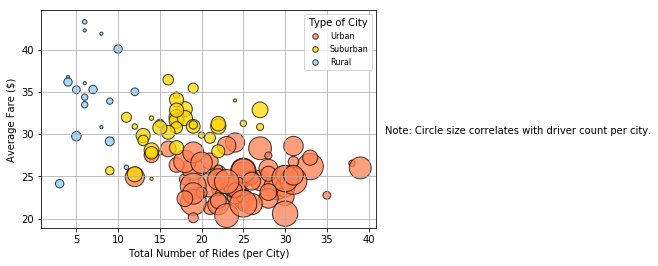 Type of City
Urban
Suburban
Rural
Average Fare ($)
40
35
30
25
20
Note: Circle size correlates with driver count per city.
5 10 15 20 25 30 35 40
Total Number of Rides (per City)